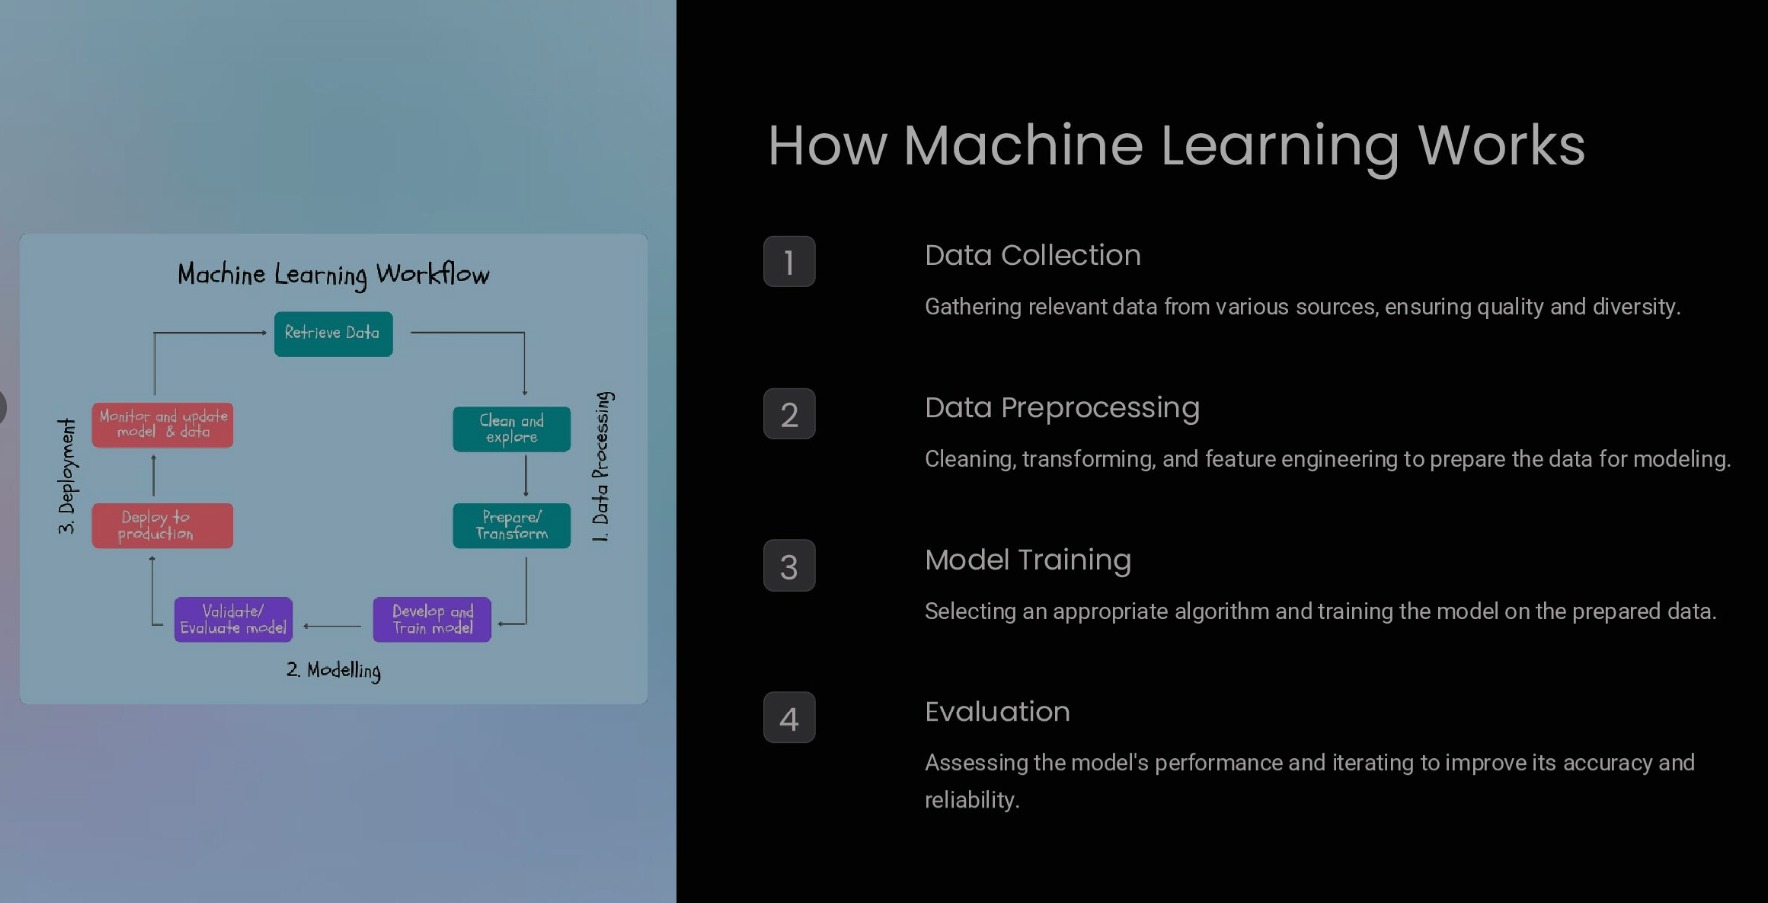 Machine Learning Workflow
Retrieve Data
Clean and
explore
Prepare/
Transform
1. Data Processing
Develop and
Train model
Validate/
Evaluate model
2. Modelling
Deploy to
production
Monitor and update
model & data
3. Deployment
How Machine Learning Works
1
Data Collection
Gathering relevant data from various sources, ensuring quality and diversity.
2
Data Preprocessing
Cleaning, transforming, and feature engineering to prepare the data for modeling.
3
Model Training
Selecting an appropriate algorithm and training the model on the prepared data.
4
Evaluation
Assessing the model's performance and iterating to improve its accuracy and
reliability.